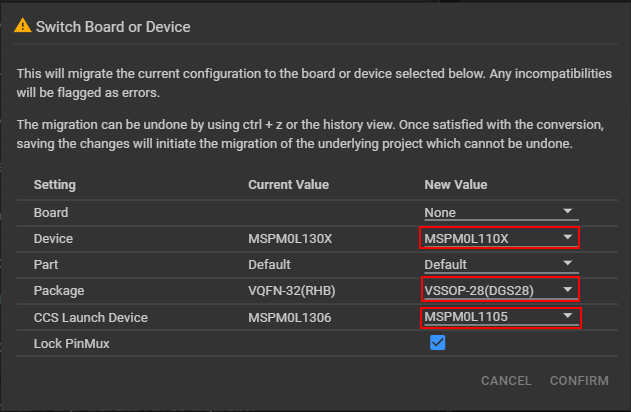 Switch Board or Device
This will migrate the current configuration to the board or device selected below. Any incompatibilities
will be flagged as errors.
The migration can be undone by using ctrl + z or the history view. Once satisfied with the conversion,
saving the changes will initiate the migration of the underlying project which cannot be undone.
Setting Current Value New Value
Board None
Device MSPM0L130X MSPM0L110X
Part Default Default
Package VQFN-32(RHB) VSSOP-28(DGS28)
CCS Launch Device MSPM0L1306 MSPM0L1105
Lock PinMux
CANCEL CONFIRM